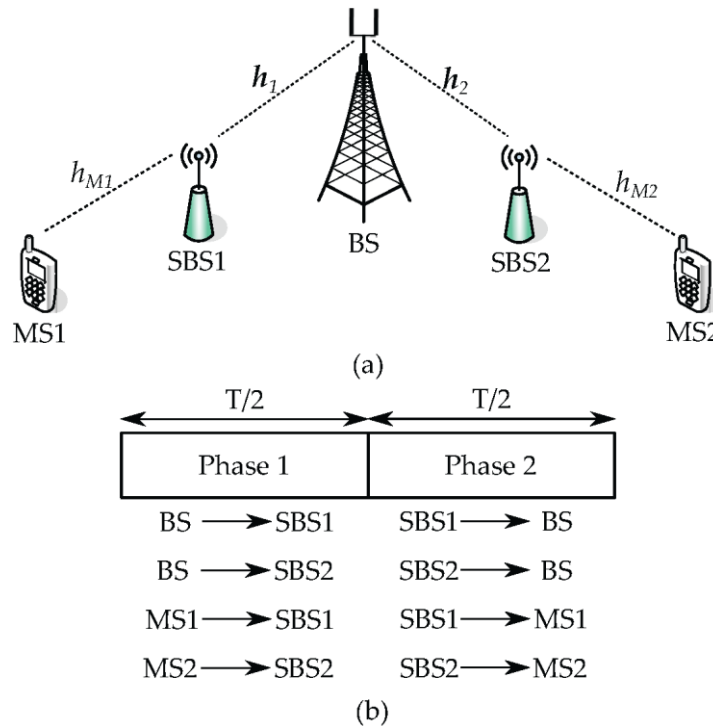 h1 h2
hM1 hM2
SBS1 BS SBS2
MS1 MS2
(a)
T/2 T/2
Phase 1 Phase 2
BS → SBS1 SBS1 → BS
BS → SBS2 SBS2 → BS
MS1 → SBS1 SBS1 → MS1
MS2 → SBS2 SBS2 → MS2
(b)